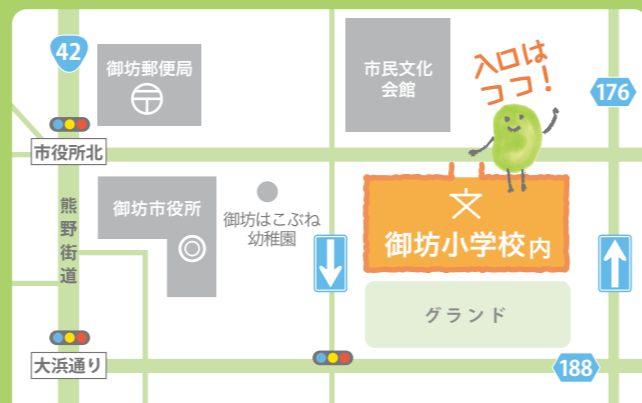 42
御坊郵便局
市民文化
会館
入口は
ココ!
176
市役所北
熊野街道
御坊市役所
御坊はこぶね
幼稚園
文
御坊小学校内
グランド
大浜通り
188